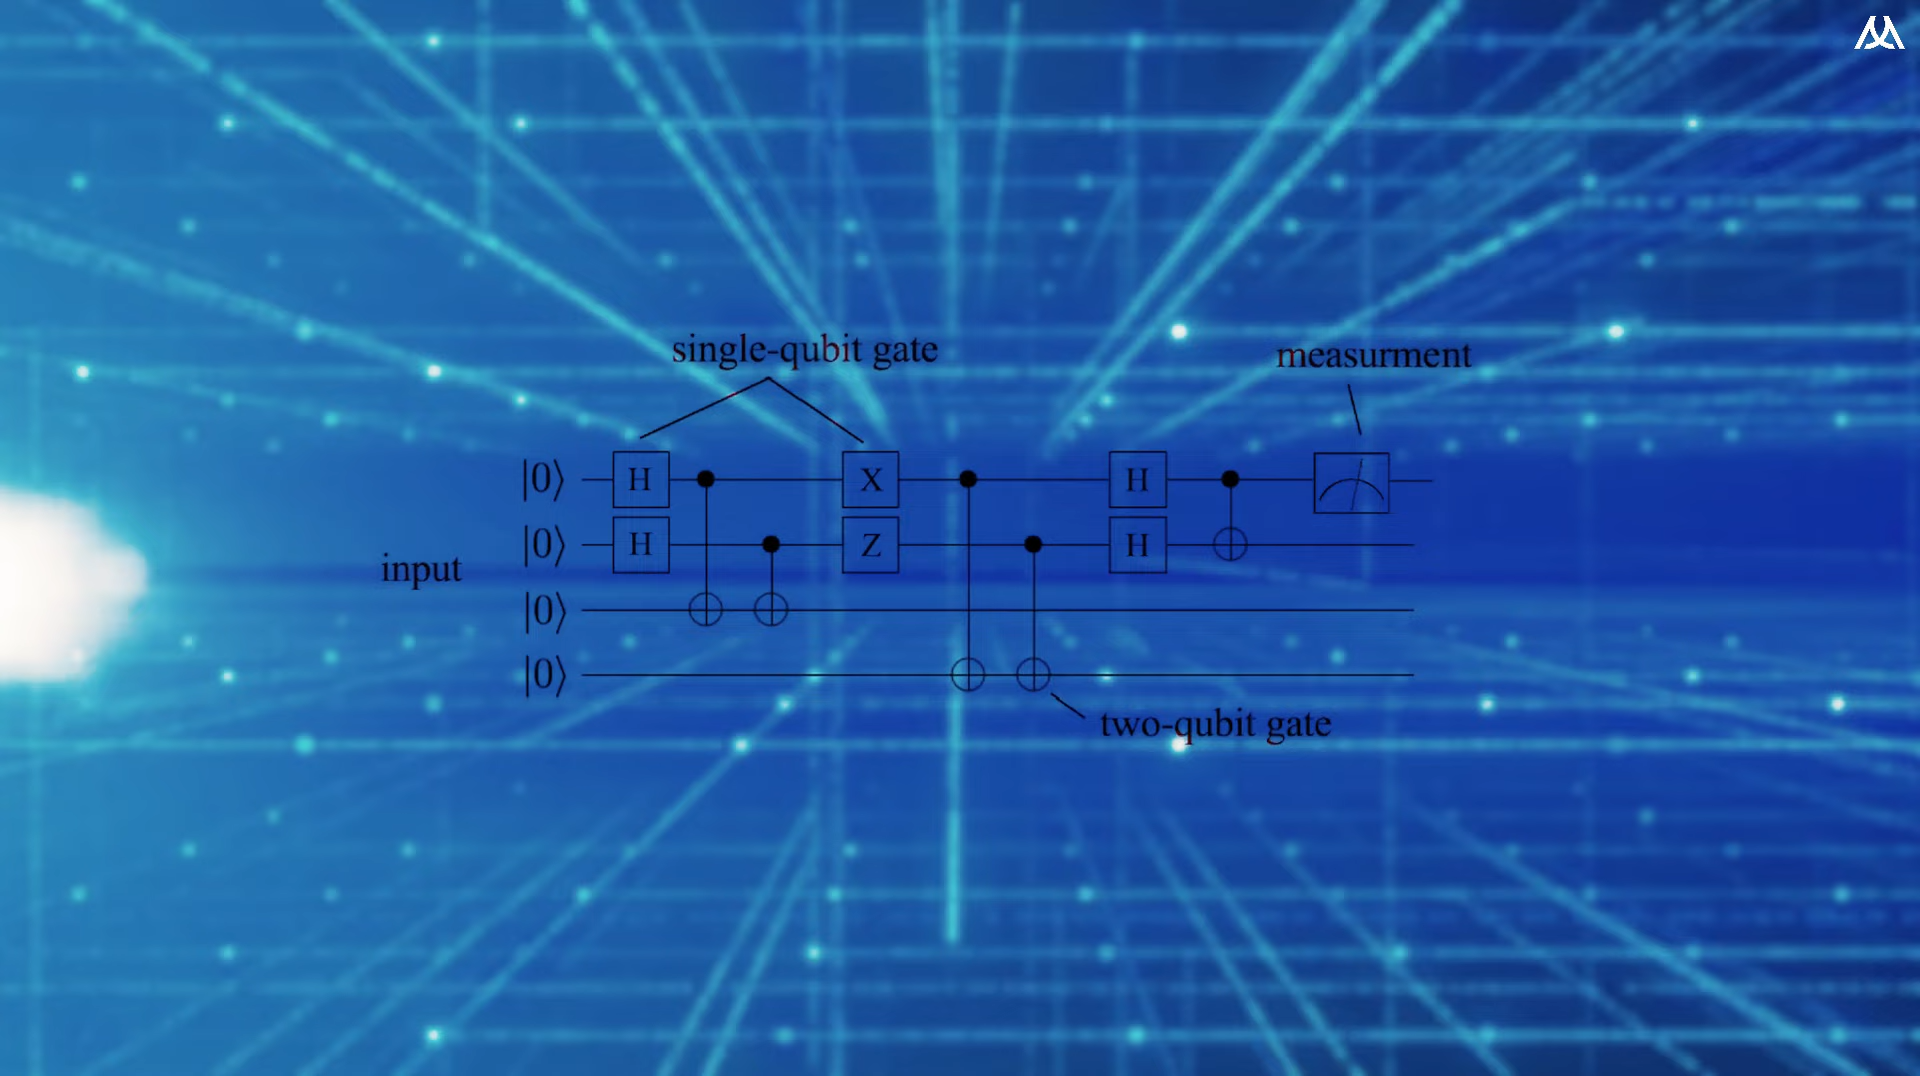 single-qubit gate
measurment
|0⟩ H X H
|0⟩ H Z H
input
|0⟩
|0⟩
two-qubit gate